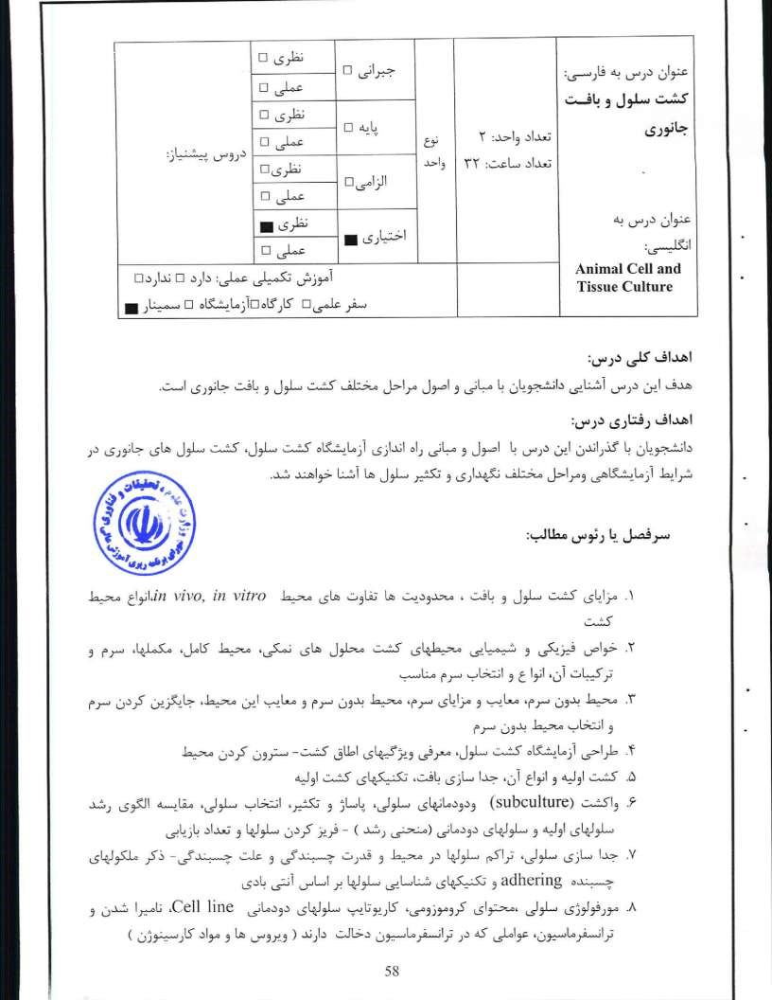 عنوان درس به فارسی:
کشت سلول و بافت
جانوری
عنوان درس به
انگلیسی:
Animal Cell and
Tissue Culture
تعداد واحد: ۲
تعداد ساعت: ۳۲
نوع
واحد
جبرانی □
نظری □
عملی □
پایه □
نظری □
عملی □
الزامی□
نظری□
عملی □
اختیاری ■
نظری ■
عملی □
دروس پیشنیاز:
آموزش تکمیلی عملی: دارد □ ندارد□
سفر علمی□ کارگاه□آزمایشگاه □ سمینار ■
اهداف کلی درس:
هدف این درس آشنایی دانشجویان با مبانی و اصول مراحل مختلف کشت سلول و بافت جانوری است.
اهداف رفتاری درس:
دانشجویان با گذراندن این درس با اصول و مبانی راه اندازی آزمایشگاه کشت سلول، کشت سلول های جانوری در
شرایط آزمایشگاهی ومراحل مختلف نگهداری و تکثیر سلول ها آشنا خواهند شد.
وزارت علوم، تحقیقات و فناوری
شورای برنامه ریزی آموزش عالی
سرفصل یا رئوس مطالب:
۱. مزایای کشت سلول و بافت ، محدودیت ها تفاوت های محیط in vivo, in vitro،انواع محیط
کشت
۲. خواص فیزیکی و شیمیایی محیطهای کشت محلول های نمکی، محیط کامل، مکملها، سرم و
ترکیبات آن، انوا ع و انتخاب سرم مناسب
۳. محیط بدون سرم، معایب و مزایای سرم، محیط بدون سرم و معایب این محیط، جایگزین کردن سرم
و انتخاب محیط بدون سرم
۴. طراحی آزمایشگاه کشت سلول، معرفی ویژگیهای اطاق کشت- سترون کردن محیط
۵. کشت اولیه و انواع آن، جدا سازی بافت، تکنیکهای کشت اولیه
۶. واکشت (subculture) ودودمانهای سلولی، پاساژ و تکثیر، انتخاب سلولی، مقایسه الگوی رشد
سلولهای اولیه و سلولهای دودمانی (منحنی رشد ) - فریز کردن سلولها و تعداد بازیابی
۷. جدا سازی سلولی، تراکم سلولها در محیط و قدرت چسبندگی و علت چسبندگی- ذکر ملکولهای
چسبنده adhering و تکنیکهای شناسایی سلولها بر اساس آنتی بادی
۸. مورفولوژی سلولی ،محتوای کروموزومی، کاریوتایپ سلولهای دودمانی Cell line، نامیرا شدن و
ترانسفرماسیون، عواملی که در ترانسفرماسیون دخالت دارند ( ویروس ها و مواد کارسینوژن )
58